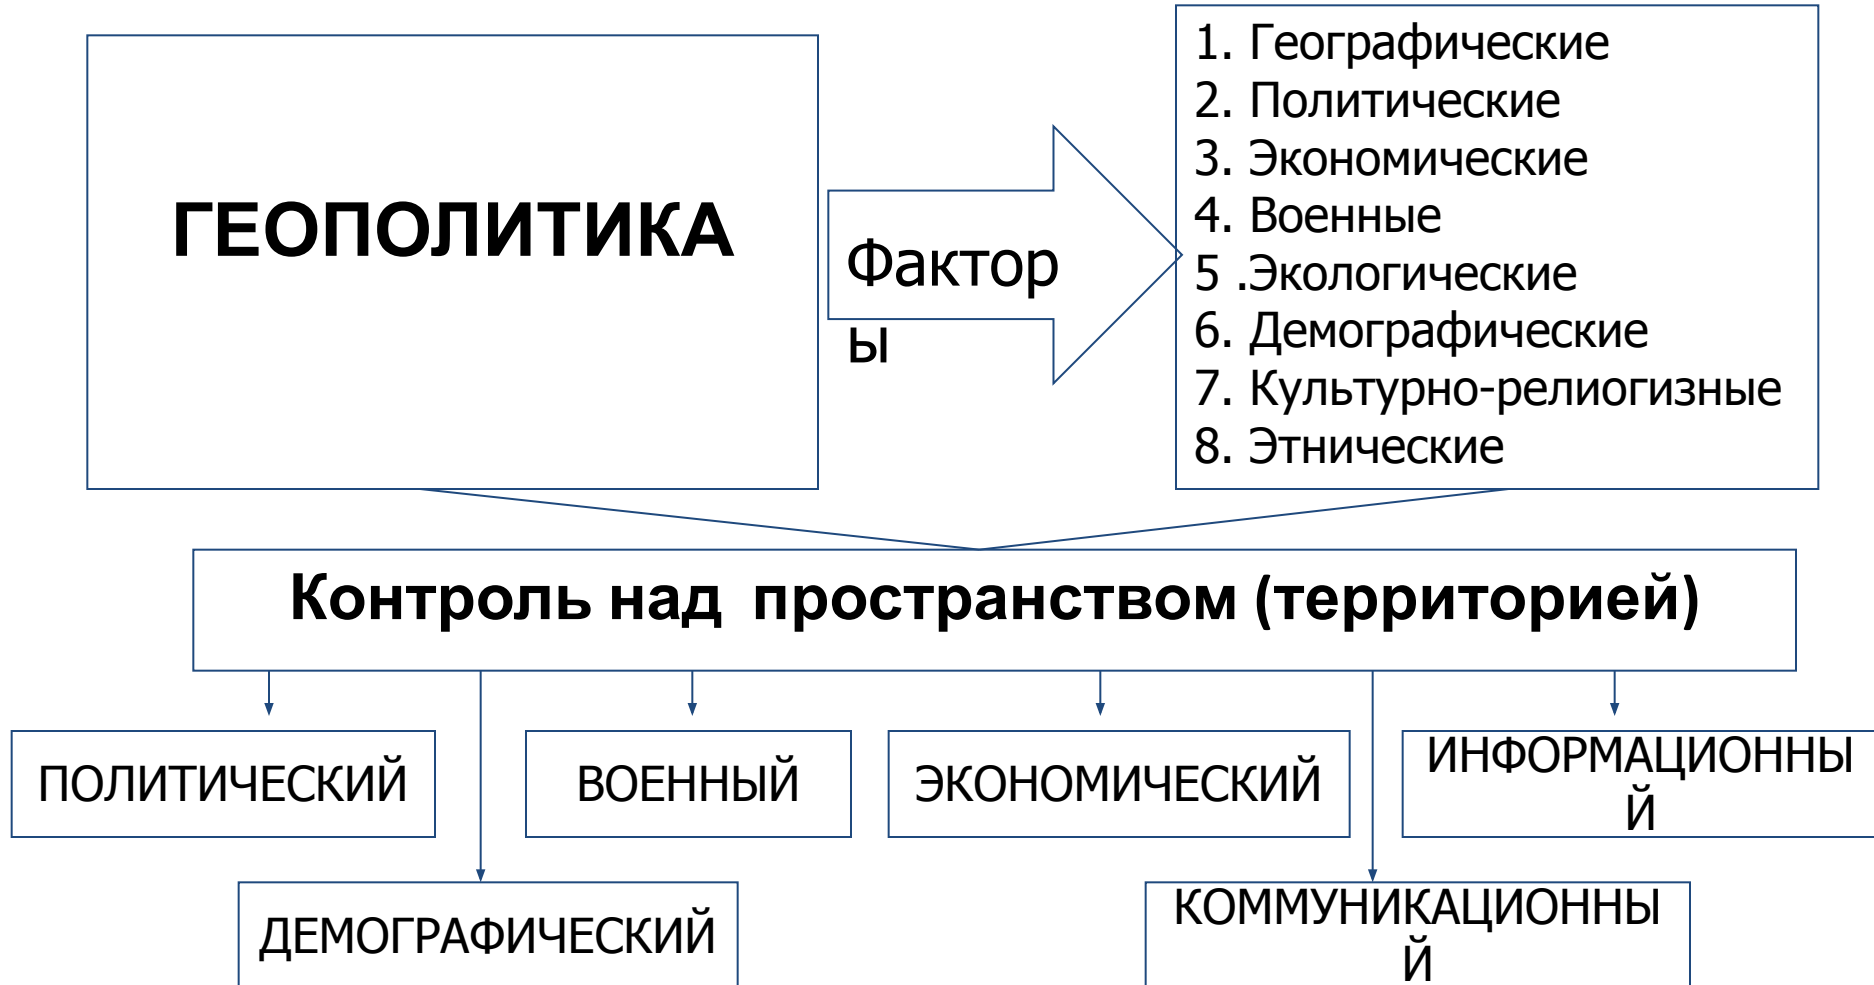 ГЕОПОЛИТИКА
Фактор
ы
1. Географические
2. Политические
3. Экономические
4. Военные
5 .Экологические
6. Демографические
7. Культурно-релиогизные
8. Этнические
Контроль над  пространством (территорией)
ПОЛИТИЧЕСКИЙ
ВОЕННЫЙ
ЭКОНОМИЧЕСКИЙ
ИНФОРМАЦИОННЫ
Й
ДЕМОГРАФИЧЕСКИЙ
КОММУНИКАЦИОННЫ
Й